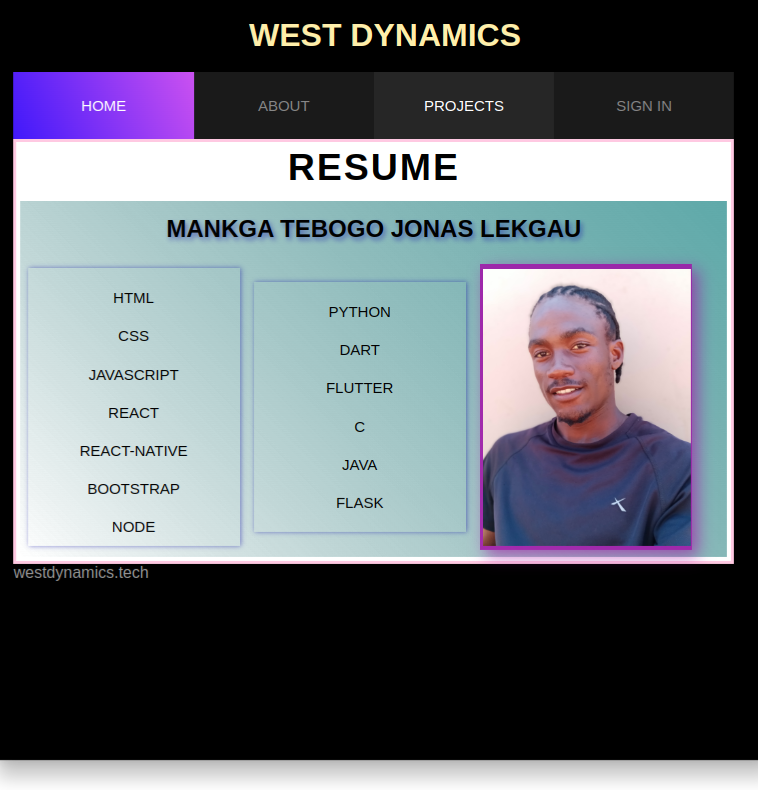 WEST DYNAMICS
HOME ABOUT PROJECTS SIGN IN
RESUME
MANKGA TEBOGO JONAS LEKGAU
HTML
CSS
JAVASCRIPT
REACT
REACT-NATIVE
BOOTSTRAP
NODE
PYTHON
DART
FLUTTER
C
JAVA
FLASK
westdynamics.tech